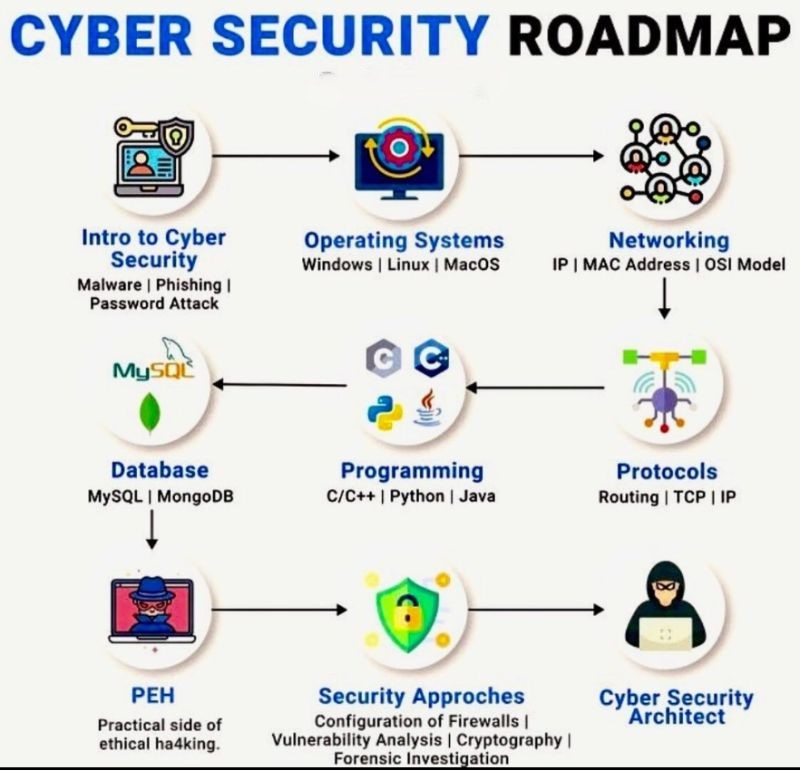 CYBER SECURITY ROADMAP
Intro to Cyber
Security
Malware | Phishing |
Password Attack
Operating Systems
Windows | Linux | MacOS
Networking
IP | MAC Address | OSI Model
MySQL
Database
MySQL | MongoDB
C C++
Programming
C/C++ | Python | Java
Protocols
Routing | TCP | IP
PEH
Practical side of
ethical ha4king.
Security Approches
Configuration of Firewalls |
Vulnerability Analysis | Cryptography |
Forensic Investigation
Cyber Security
Architect